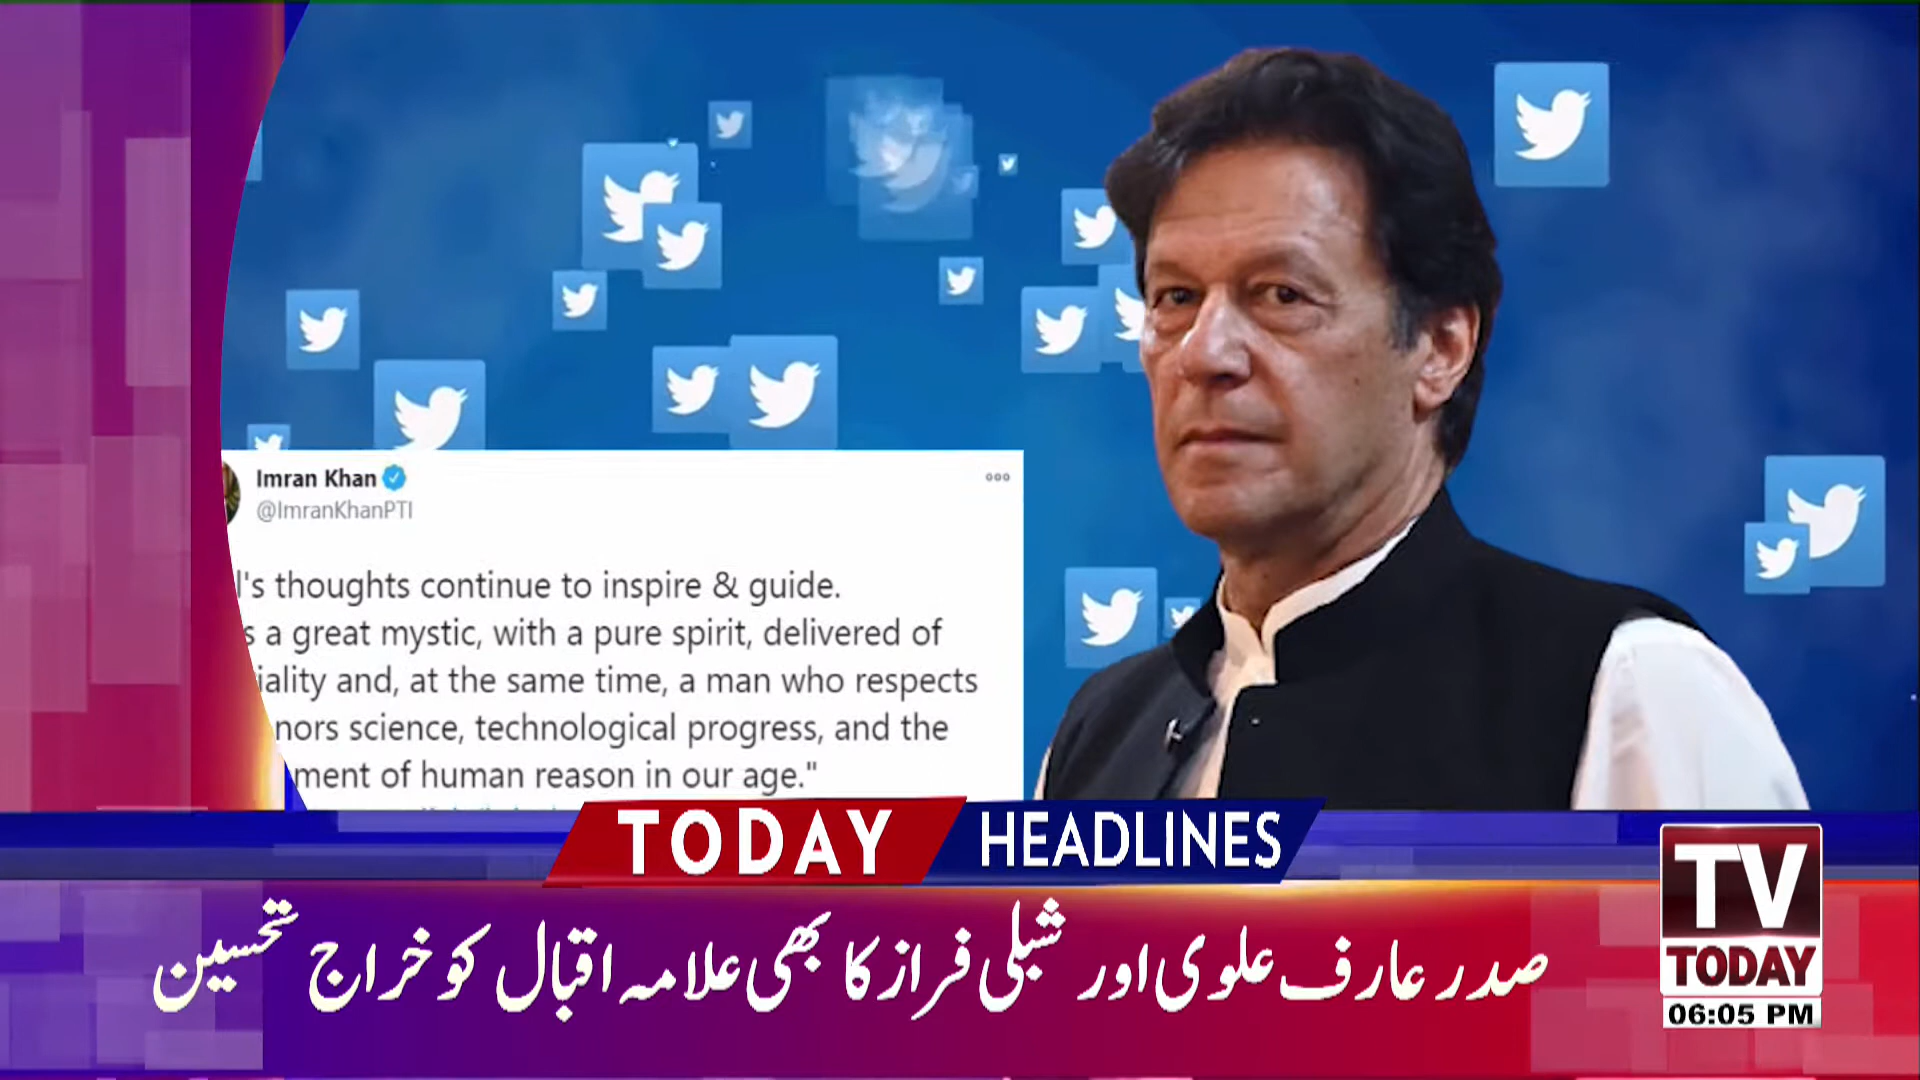 Imran Khan
@ImranKhanPTI
l's thoughts continue to inspire & guide.
s a great mystic, with a pure spirit, delivered of
iality and, at the same time, a man who respects
nors science, technological progress, and the
ment of human reason in our age."
TODAY HEADLINES
صدر عارف علوی اور شبلی فراز کا بھی علامہ اقبال کو خراج تحسین
TV
TODAY
06:05 PM